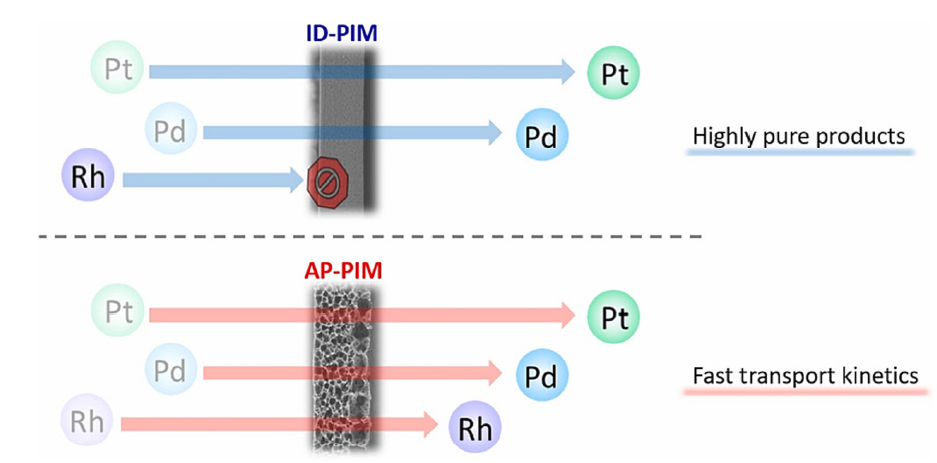 ID-PIM
Pt Pt
Pd Pd
Highly pure products
Rh
AP-PIM
Pt Pt
Pd Pd
Fast transport kinetics
Rh Rh